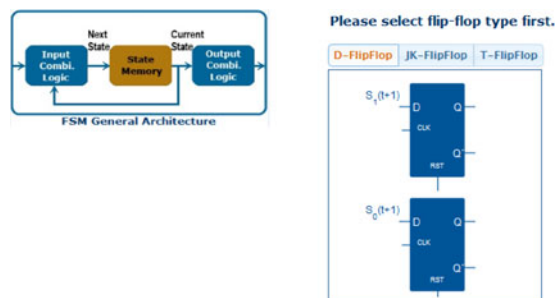 Next
State
Current
State
Input
Combi.
Logic
State
Memory
Output
Combi.
Logic
FSM General Architecture
Please select flip-flop type first.
D-FlipFlop JK-FlipFlop T-FlipFlop
S1(t+1)
D Q
CLK
Q'
RST
S0(t+1)
D Q
CLK
Q'
RST